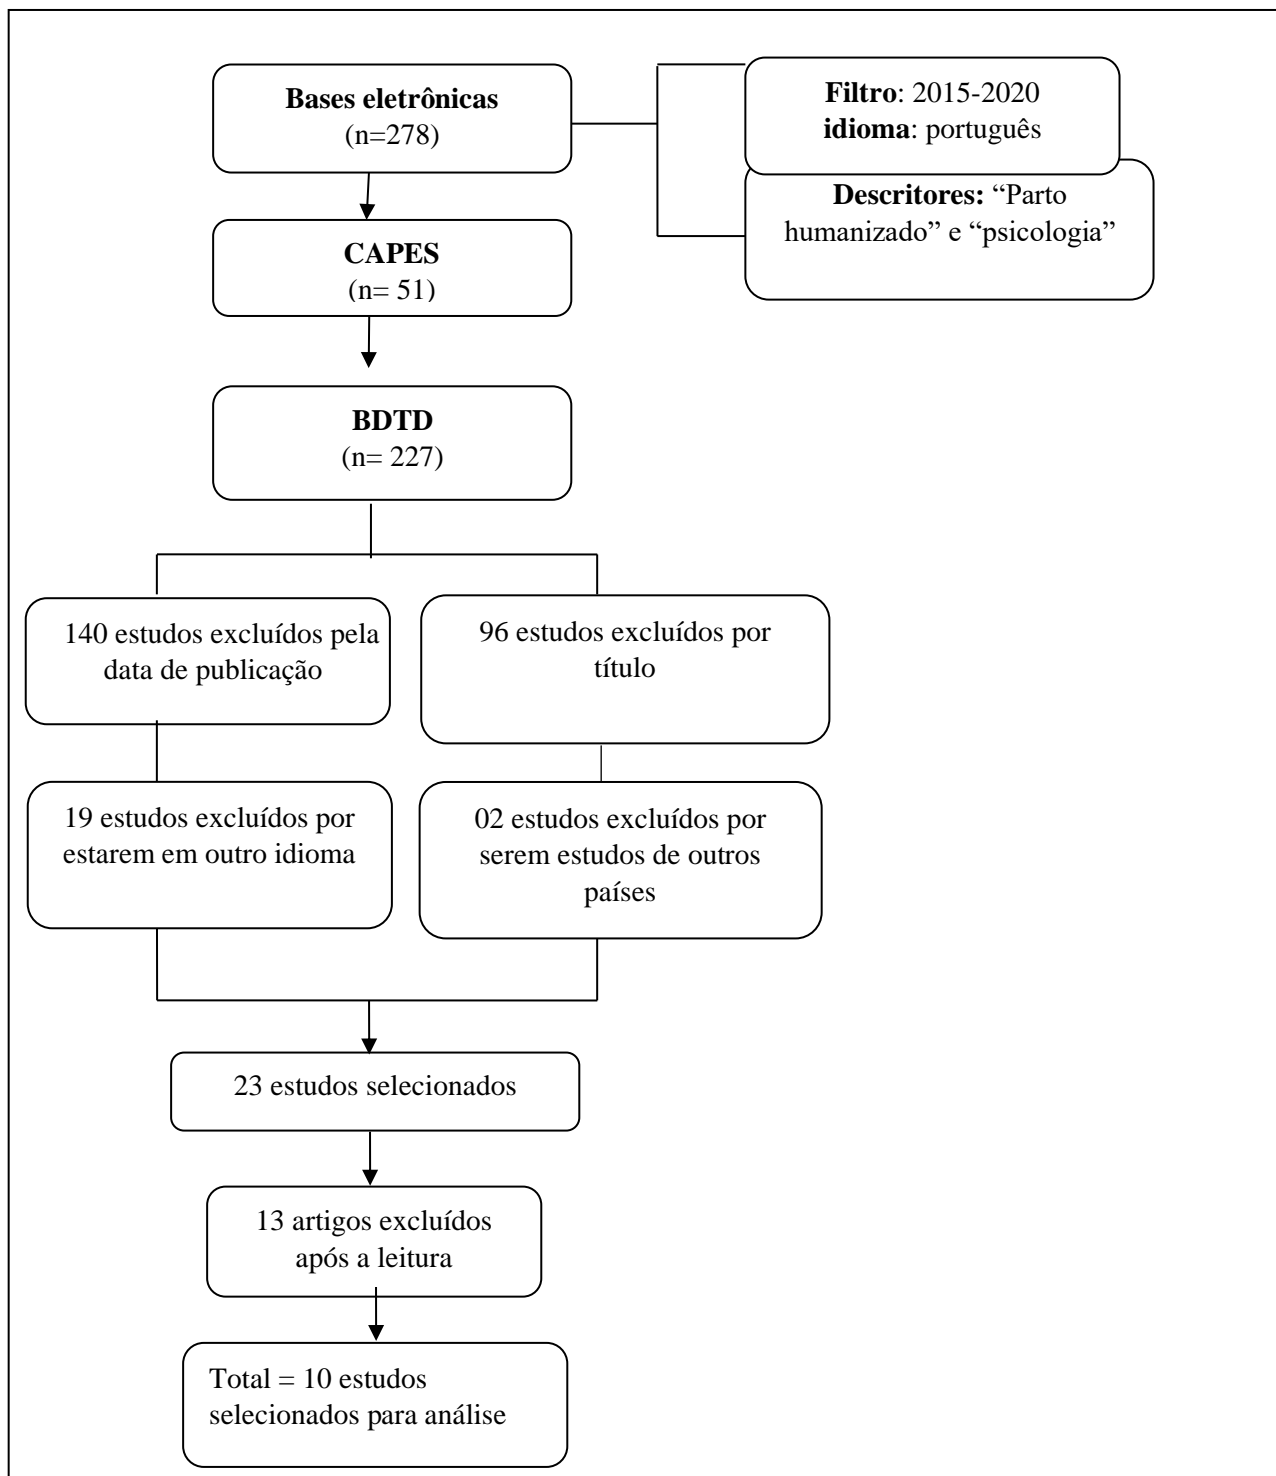 Bases eletrônicas
(n=278)
Filtro: 2015-2020
idioma: português
Descritores: “Parto
humanizado” e “psicologia”
CAPES
(n= 51)
BDTD
(n= 227)
140 estudos excluídos pela
data de publicação
96 estudos excluídos por
título
19 estudos excluídos por
estarem em outro idioma
02 estudos excluídos por
serem estudos de outros
países
23 estudos selecionados
13 artigos excluídos
após a leitura
Total = 10 estudos
selecionados para análise